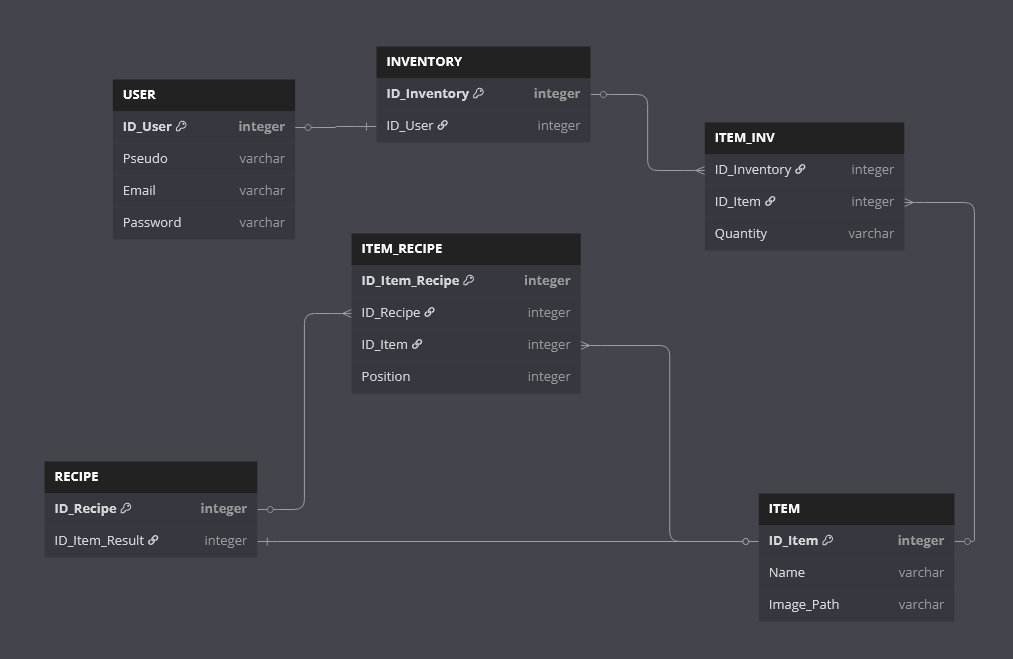 USER
ID_User integer
Pseudo varchar
Email varchar
Password varchar
INVENTORY
ID_Inventory integer
ID_User integer
ITEM_INV
ID_Inventory integer
ID_Item integer
Quantity varchar
ITEM_RECIPE
ID_Item_Recipe integer
ID_Recipe integer
ID_Item integer
Position integer
RECIPE
ID_Recipe integer
ID_Item_Result integer
ITEM
ID_Item integer
Name varchar
Image_Path varchar